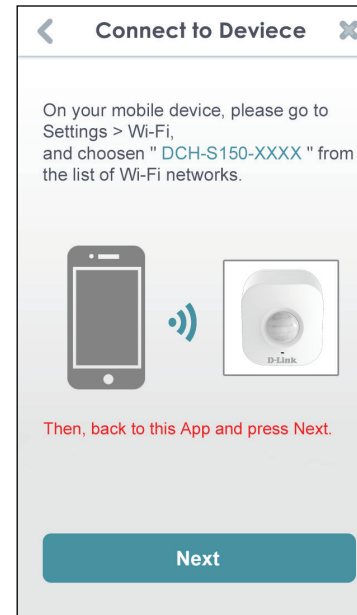 Connect to Deviece
On your mobile device, please go to
Settings > Wi-Fi,
and choosen " DCH-S150-XXXX " from
the list of Wi-Fi networks.
D-Link
Then, back to this App and press Next.
Next